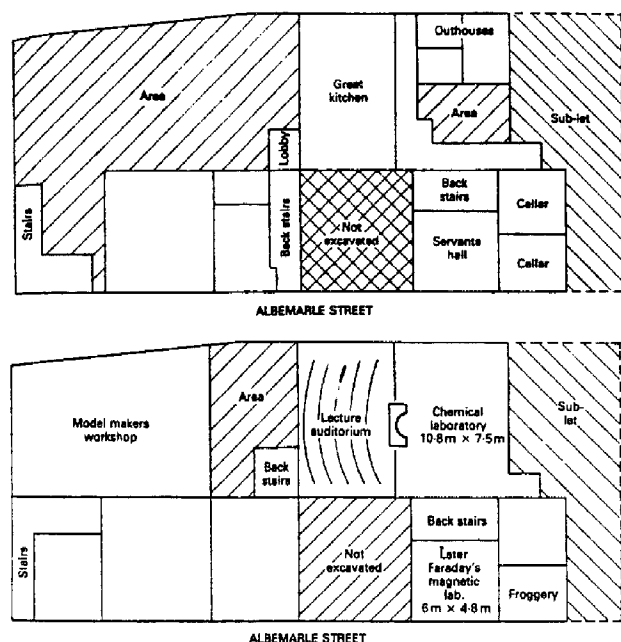 Outhouses
Area
Great
kitchen
Area
Sub-let
Lobby
Stairs
Back stairs
Not
excavated
Back
stairs
Servants
hall
Cellar
Cellar
ALBEMARLE STREET
Model makers
workshop
Area
Back
stairs
Lecture
auditorium
Chemical
laboratory
10·8m × 7·5m
Sub-
let
Stairs
Not
excavated
Back stairs
Later
Faraday's
magnetic
lab.
6m × 4·8m
Froggery
ALBEMARLE STREET